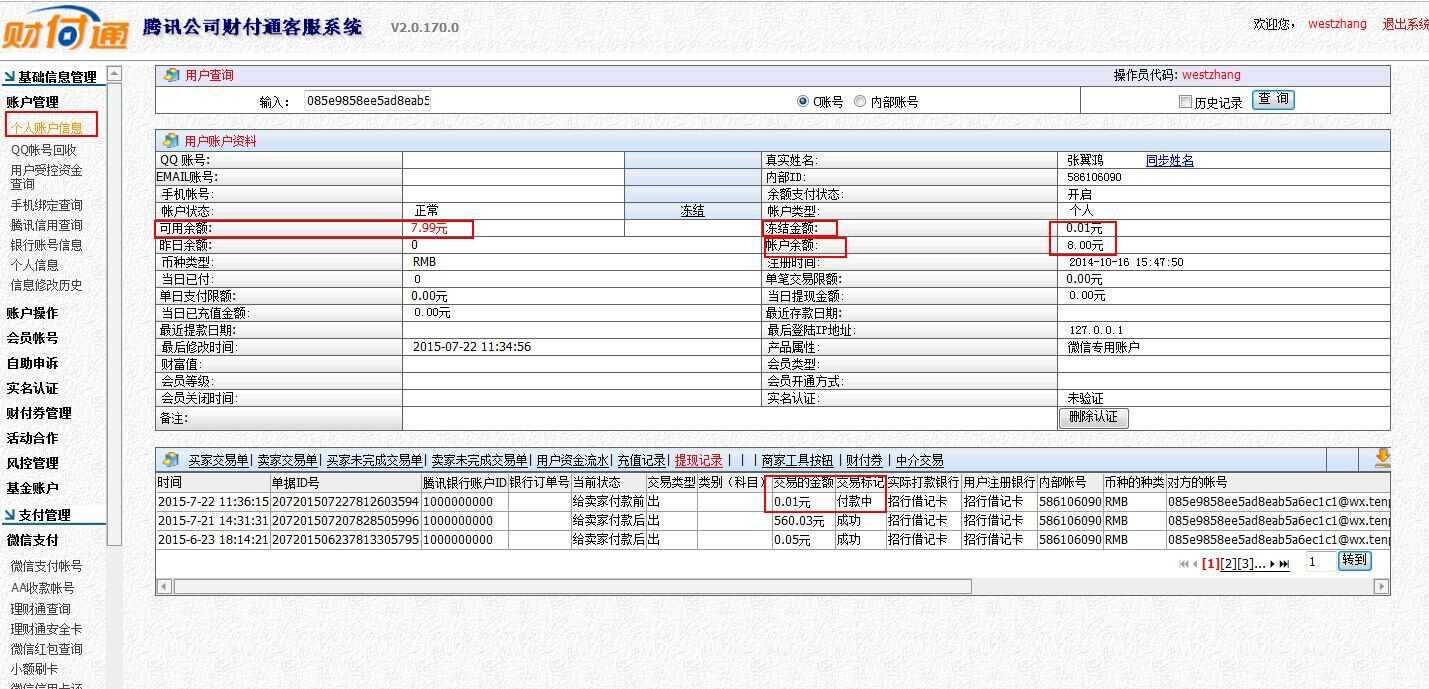 财付通 腾讯公司财付通客服系统 V2.0.170.0 欢迎您， westzhang 退出系统
基础信息管理
账户管理
个人账户信息
QQ帐号回收
用户受控资金
查询
手机绑定查询
腾讯信用查询
银行账号信息
个人信息
信息修改历史
账户操作
会员帐号
自助申诉
实名认证
财付券管理
活动合作
风控管理
基金账户
支付管理
微信支付
微信支付帐号
AA收款帐号
理财通查询
理财通安全卡
微信红包查询
小额刷卡
微信信用卡还
用户查询 操作员代码: westzhang
输入： 085e9858ee5ad8eab5 C账号 内部账号 历史记录 查 询
用户账户资料
QQ 账号: 真实姓名: 张翼鸿 同步姓名
EMAIL账号: 内部ID: 586106090
手机帐号: 余额支付状态: 开启
帐户状态: 正常 冻结 帐户类型: 个人
可用余额: 7.99元 冻结金额: 0.01元
昨日余额: 0 帐户余额: 8.00元
币种类型: RMB 注册时间: 2014-10-16 15:47:50
当日已付: 0 单笔交易限额: 0.00元
单日支付限额: 0.00元 当日提现金额: 0.00元
当日已充值金额: 0.00元 最近存款日期:
最近提款日期: 最后登陆IP地址: 127.0.0.1
最后修改时间: 2015-07-22 11:34:56 产品属性: 微信专用账户
财富值: 会员类型:
会员等级: 会员开通方式:
会员关闭时间: 实名认证: 未验证
备注: 删除认证
买家交易单| 卖家交易单| 买家未完成交易单| 卖家未完成交易单| 用户资金流水| 充值记录| 提现记录| | | 商家工具按钮| 财付券| 中介交易
时间 单据ID号 腾讯银行账户ID 银行订单号 当前状态 交易类型 类别（科目） 交易的金额 交易标记 实际打款银行 用户注册银行 内部帐号 币种的种类 对方的帐号
2015-7-22 11:36:15 207201507227812603594 1000000000 给卖家付款前 出 0.01元 付款中 招行借记卡 招行借记卡 586106090 RMB 085e9858ee5ad8eab5a6ec1c1@wx.tenp
2015-7-21 14:31:31 207201507207828505996 1000000000 给卖家付款后 出 560.03元 成功 招行借记卡 招行借记卡 586106090 RMB 085e9858ee5ad8eab5a6ec1c1@wx.tenp
2015-6-23 18:14:21 207201506237813305795 1000000000 给卖家付款后 出 0.05元 成功 招行借记卡 招行借记卡 586106090 RMB 085e9858ee5ad8eab5a6ec1c1@wx.tenp
[1][2][3]... 1 转到